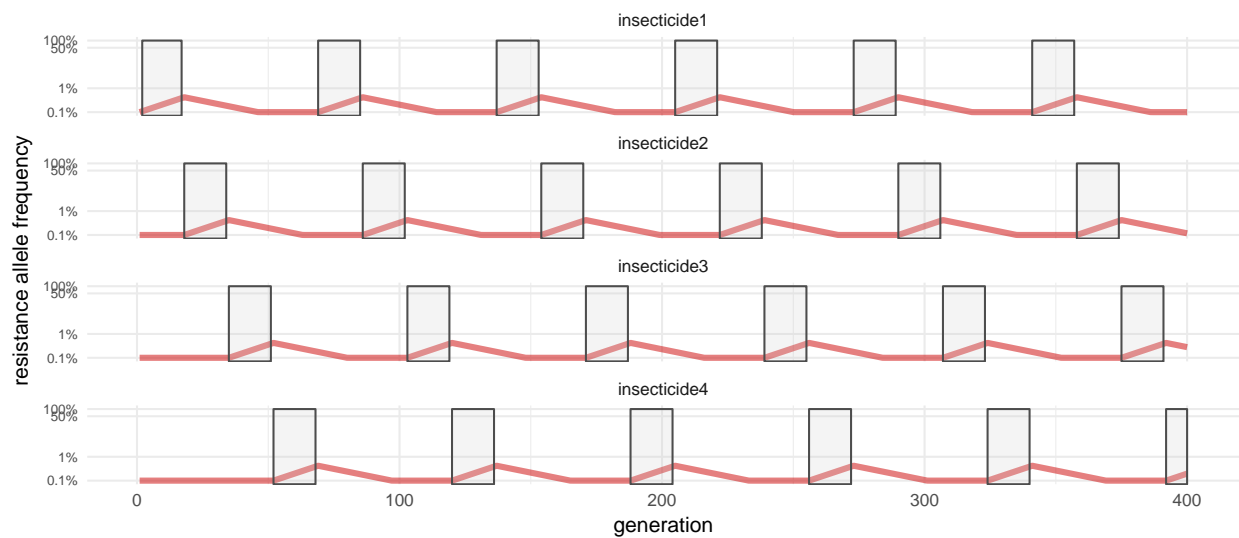 insecticide1
100%
50%
1%
0.1%
insecticide2
100%
50%
1%
0.1%
insecticide3
100%
50%
1%
0.1%
insecticide4
100%
50%
1%
0.1%
0 100 200 300 400
generation
resistance allele frequency